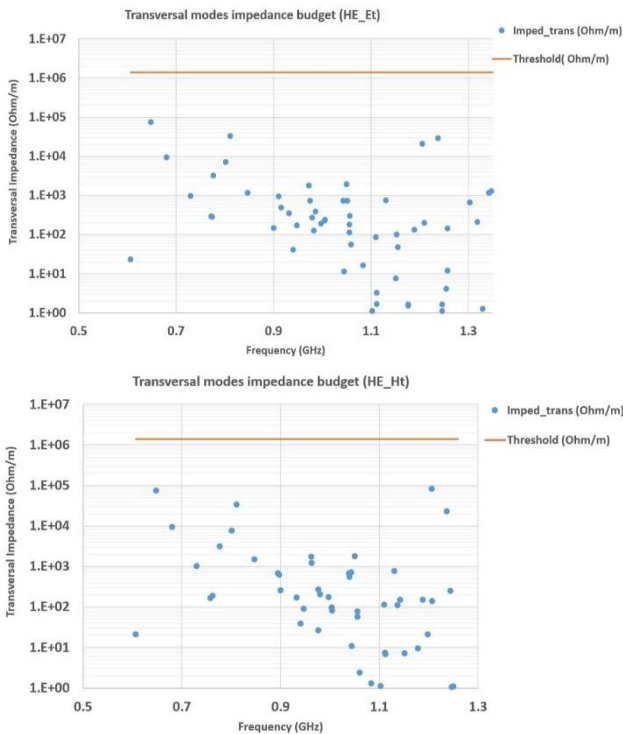 Transversal modes impedance budget (HE_Et)
Imped_trans (Ohm/m)
Threshold( Ohm/m)
Transversal Impedance (Ohm/m)
1.E+07
1.E+06
1.E+05
1.E+04
1.E+03
1.E+02
1.E+01
1.E+00
0.5 0.7 0.9 1.1 1.3
Frequency (GHz)
Transversal modes impedance budget (HE_Ht)
Imped_trans (Ohm/m)
Threshold (Ohm/m)
Transversal Impedance (Ohm/m)
1.E+07
1.E+06
1.E+05
1.E+04
1.E+03
1.E+02
1.E+01
1.E+00
0.5 0.7 0.9 1.1 1.3
Frequency (GHz)